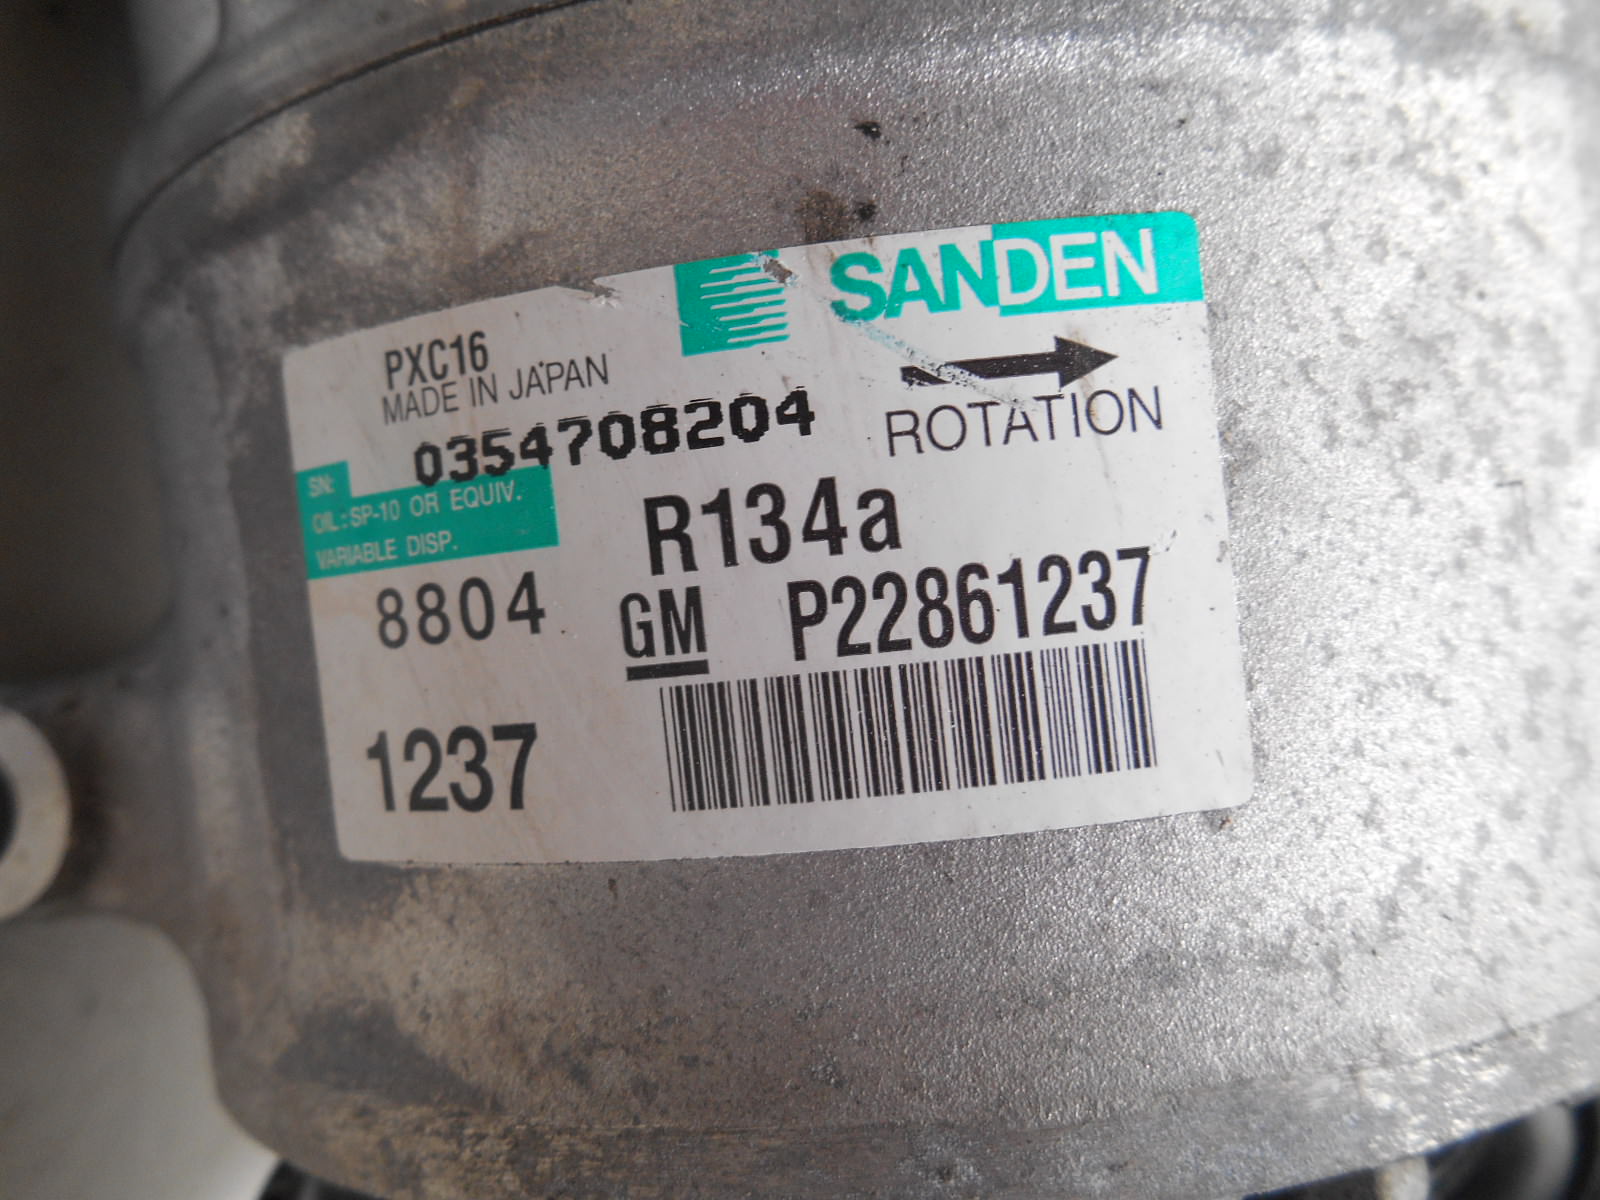 SANDEN
PXC16
MADE IN JAPAN
ROTATION
SN: 0354708204
OIL: SP-10 OR EQUIV.
VARIABLE DISP.
R134a
8804
GM P22861237
1237